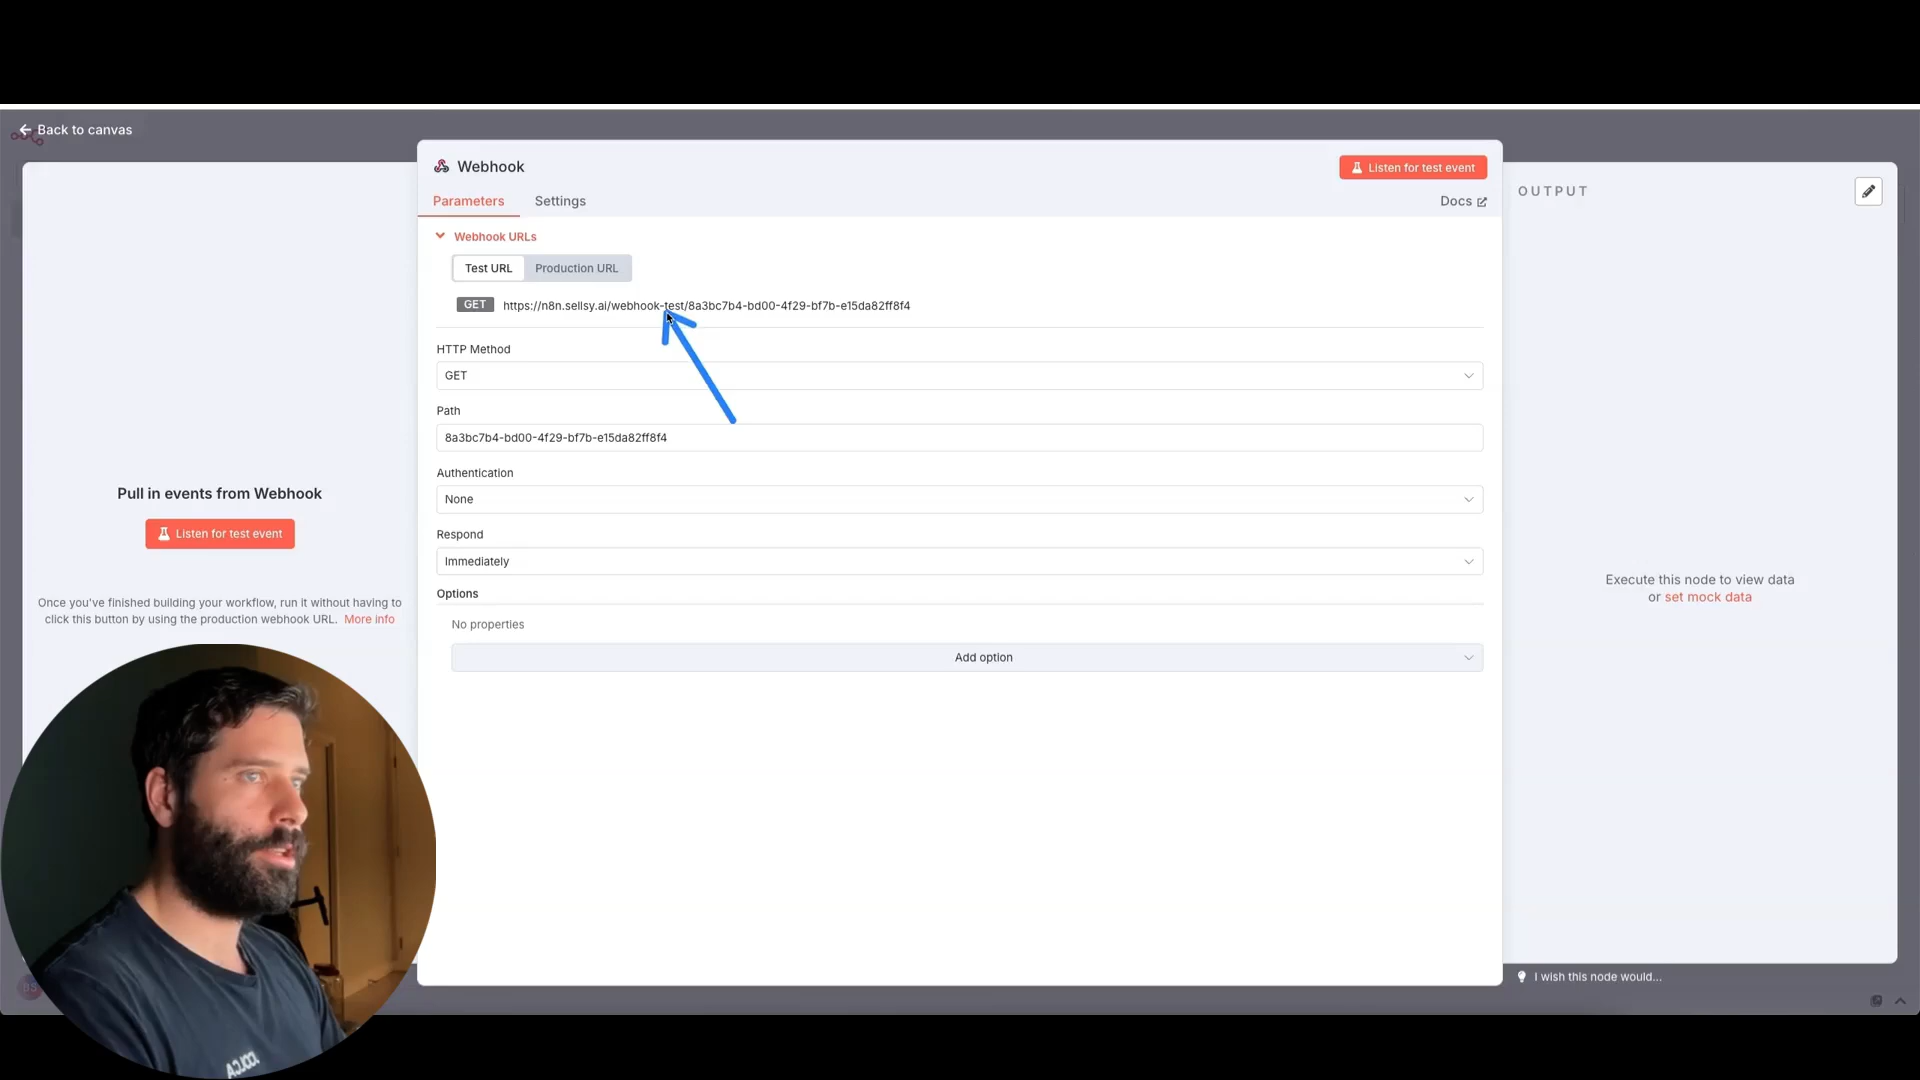 Back to canvas
Webhook
Listen for test event
Parameters
Settings
Docs
Webhook URLs
Test URL
Production URL
GET
https://n8n.sellsy.ai/webhook-test/8a3bc7b4-bd00-4f29-bf7b-e15da82ff8f4
HTTP Method
GET
Path
8a3bc7b4-bd00-4f29-bf7b-e15da82ff8f4
Authentication
None
Respond
Immediately
Options
No properties
Add option
Pull in events from Webhook
Listen for test event
Once you've finished building your workflow, run it without having to
click this button by using the production webhook URL. More info
OUTPUT
Execute this node to view data
or set mock data
I wish this node would...
BS